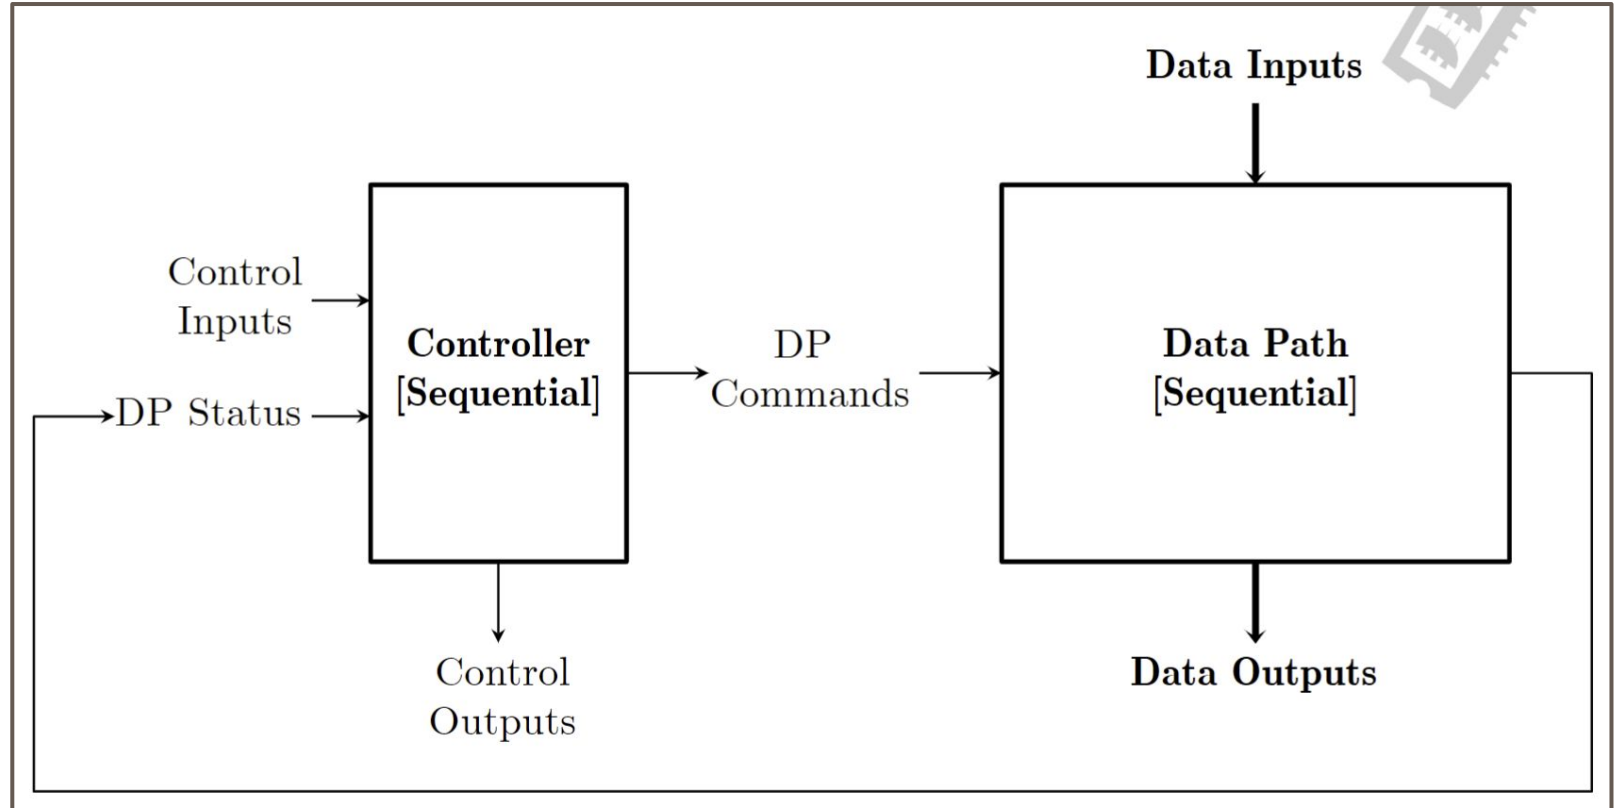 Data Inputs
Control
Inputs
Controller
[Sequential]
DP
Commands
Data Path
[Sequential]
DP Status
Control
Outputs
Data Outputs